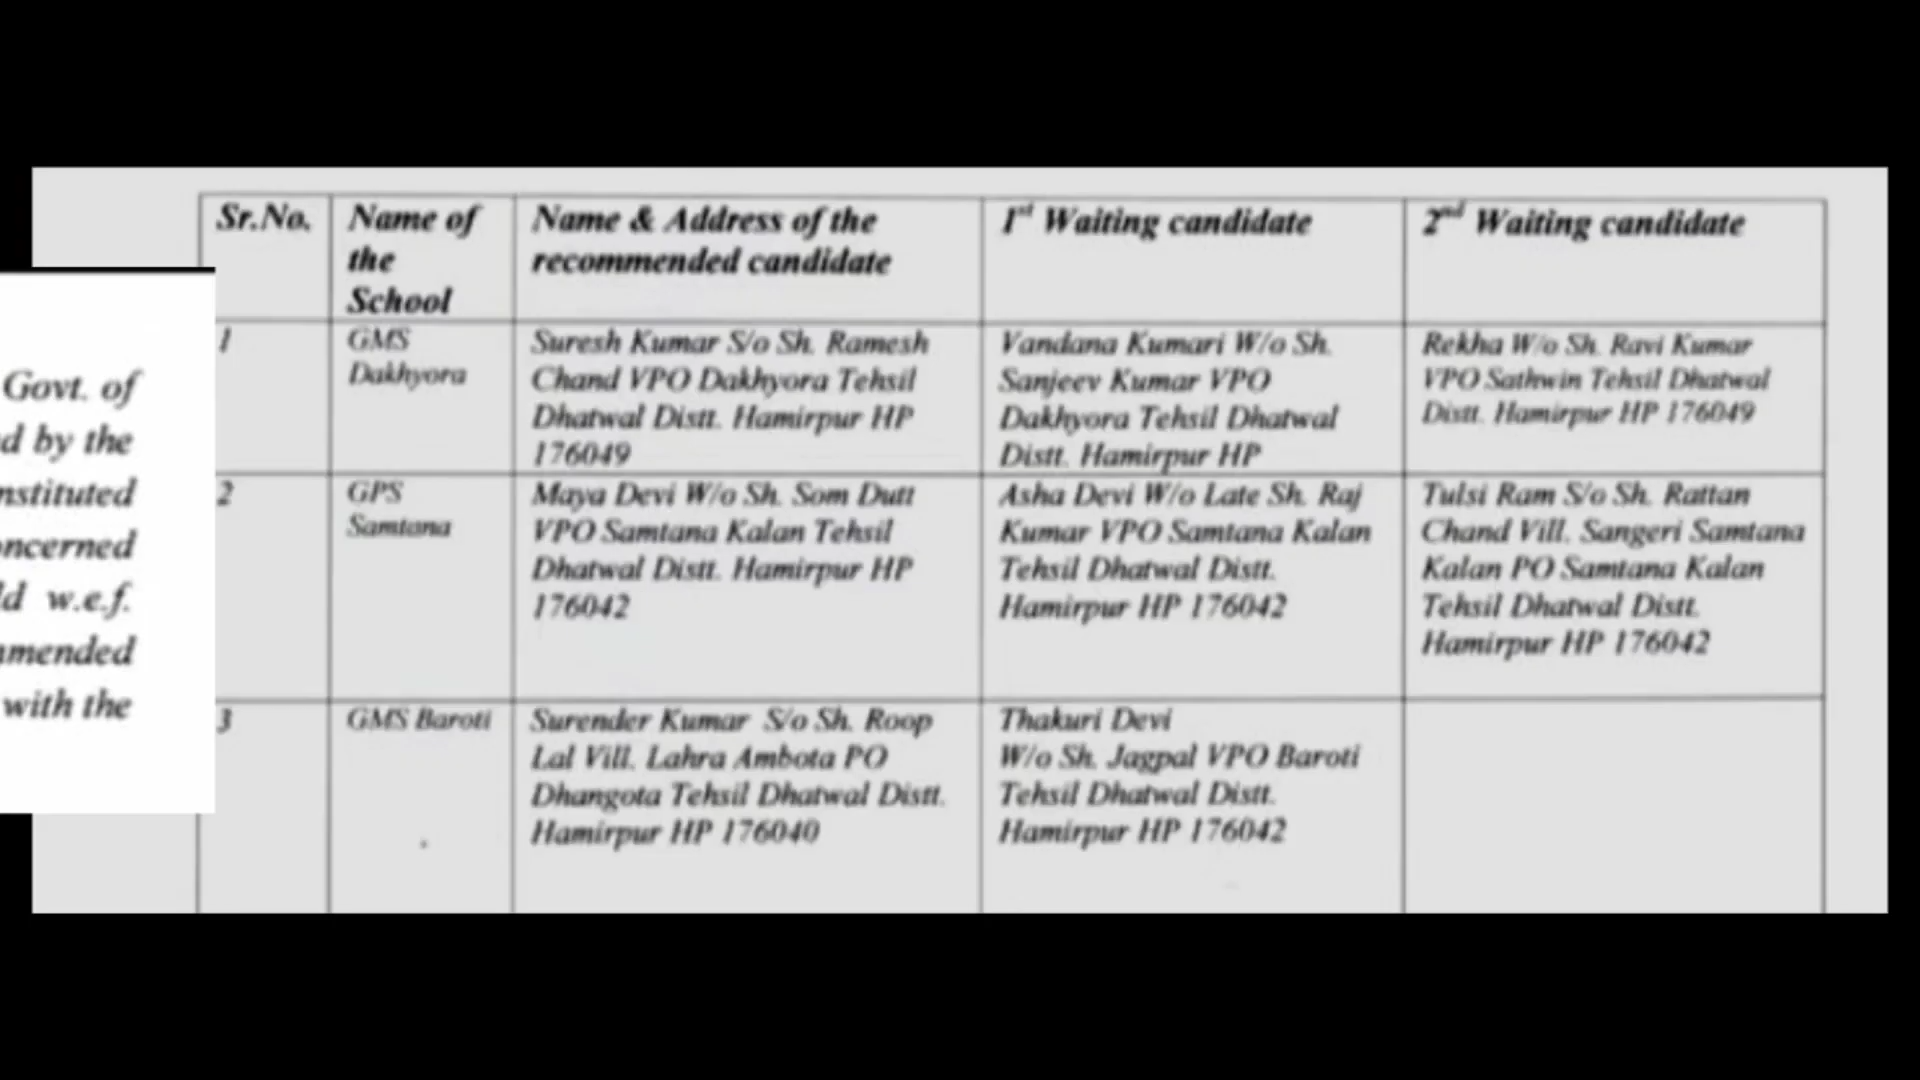 Sr.No.
Name of
the
School
Name & Address of the
recommended candidate
1st Waiting candidate
2nd Waiting candidate
1
GMS
Dakhyora
Suresh Kumar S/o Sh. Ramesh
Chand VPO Dakhyora Tehsil
Dhatwal Distt. Hamirpur HP
176049
Vandana Kumari W/o Sh.
Sanjeev Kumar VPO
Dakhyora Tehsil Dhatwal
Distt. Hamirpur HP
Rekha W/o Sh. Ravi Kumar
VPO Sathwin Tehsil Dhatwal
Distt. Hamirpur HP 176049
2
GPS
Samtana
Maya Devi W/o Sh. Som Dutt
VPO Samtana Kalan Tehsil
Dhatwal Distt. Hamirpur HP
176042
Asha Devi W/o Late Sh. Raj
Kumar VPO Samtana Kalan
Tehsil Dhatwal Distt.
Hamirpur HP 176042
Tulsi Ram S/o Sh. Rattan
Chand Vill. Sangeri Samtana
Kalan PO Samtana Kalan
Tehsil Dhatwal Distt.
Hamirpur HP 176042
3
GMS Baroti
Surender Kumar S/o Sh. Roop
Lal Vill. Lahra Ambota PO
Dhangota Tehsil Dhatwal Distt.
Hamirpur HP 176040
Thakuri Devi
W/o Sh. Jagpal VPO Baroti
Tehsil Dhatwal Distt.
Hamirpur HP 176042
Govt. of
by the
w.e.f.
with the